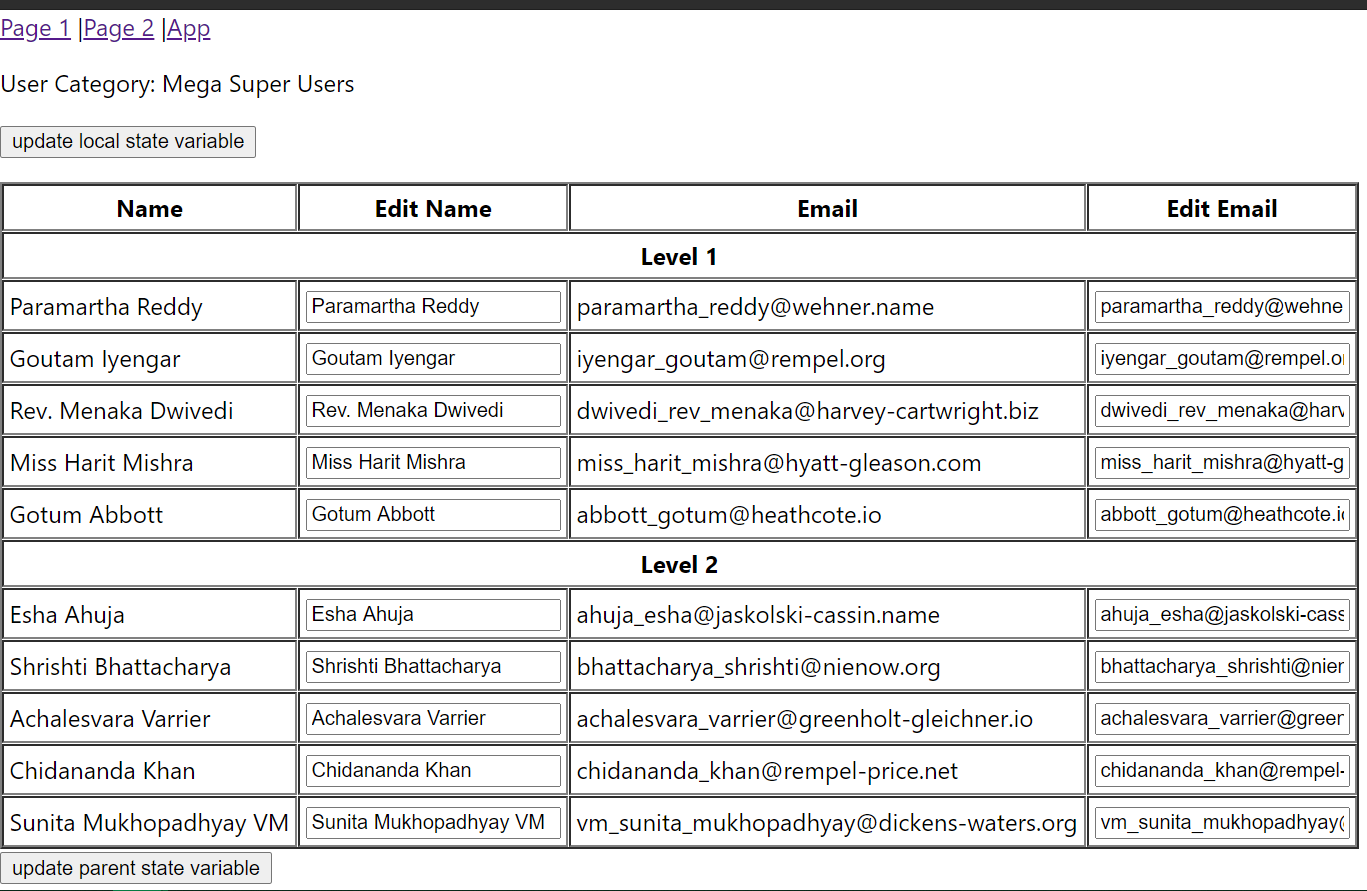 Page 1 |Page 2 |App
User Category: Mega Super Users
update local state variable
Name Edit Name Email Edit Email
Level 1
Paramartha Reddy Paramartha Reddy paramartha_reddy@wehner.name paramartha_reddy@wehne
Goutam Iyengar Goutam Iyengar iyengar_goutam@rempel.org iyengar_goutam@rempel.o
Rev. Menaka Dwivedi Rev. Menaka Dwivedi dwivedi_rev_menaka@harvey-cartwright.biz dwivedi_rev_menaka@harv
Miss Harit Mishra Miss Harit Mishra miss_harit_mishra@hyatt-gleason.com miss_harit_mishra@hyatt-g
Gotum Abbott Gotum Abbott abbott_gotum@heathcote.io abbott_gotum@heathcote.i
Level 2
Esha Ahuja Esha Ahuja ahuja_esha@jaskolski-cassin.name ahuja_esha@jaskolski-cass
Shrishti Bhattacharya Shrishti Bhattacharya bhattacharya_shrishti@nienow.org bhattacharya_shrishti@nier
Achalesvara Varrier Achalesvara Varrier achalesvara_varrier@greenholt-gleichner.io achalesvara_varrier@green
Chidananda Khan Chidananda Khan chidananda_khan@rempel-price.net chidananda_khan@rempel-
Sunita Mukhopadhyay VM Sunita Mukhopadhyay VM vm_sunita_mukhopadhyay@dickens-waters.org vm_sunita_mukhopadhyay@
update parent state variable